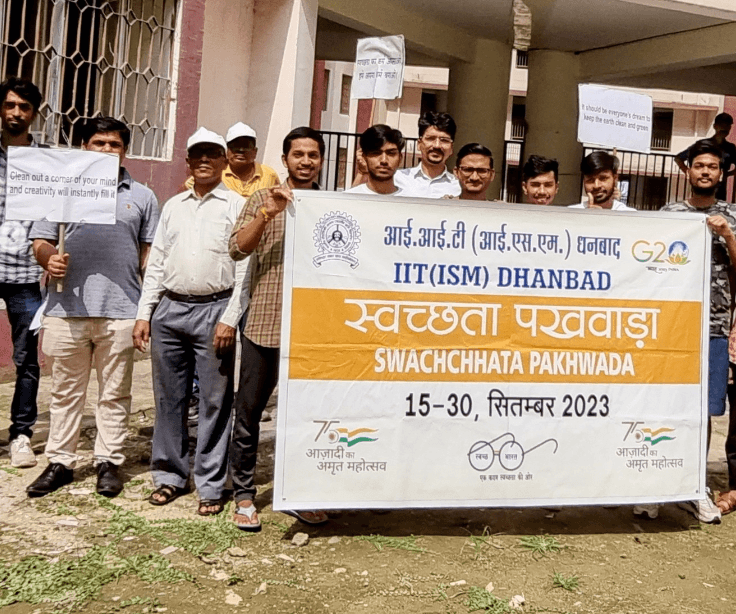 Clean out a corner of your mind
and creativity will instantly fill it
It should be everyone's dream to
keep the earth clean and green
आई.आई.टी (आई.एस.एम.) धनबाद
IIT(ISM) DHANBAD
G20
स्वच्छता पखवाड़ा
SWACHCHHATA PAKHWADA
15-30, सितम्बर 2023
75
आज़ादी का
अमृत महोत्सव
स्वच्छ भारत
एक कदम स्वच्छता की ओर
75
आज़ादी का
अमृत महोत्सव